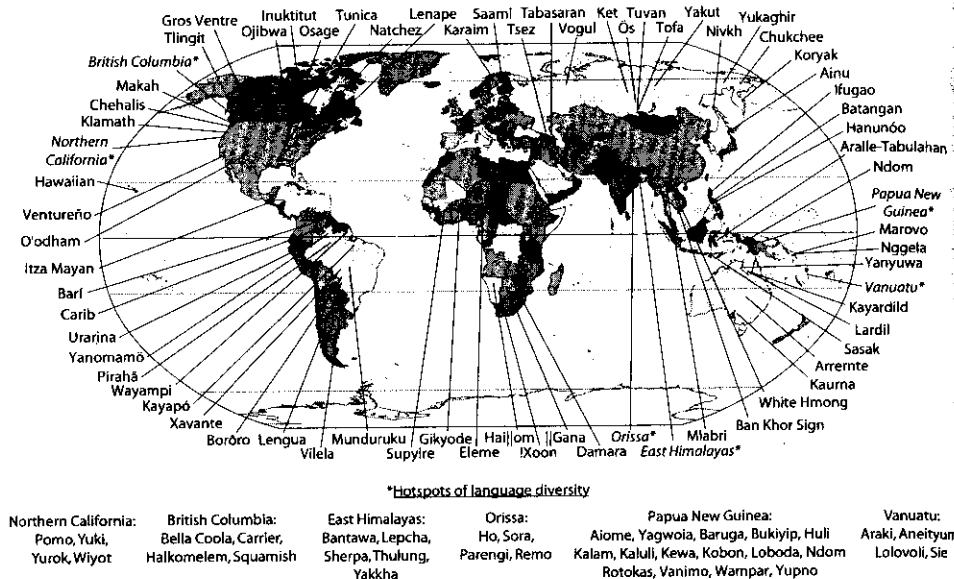 Inuktitut Tunica Lenape Saami Tabasaran Ket Tuvan Yakut
Gros Ventre Ojibwa Osage Natchez Karaim Tsez Vogul Ös Tofa Nivkh Yukaghir
Tlingit Chukchee
British Columbia* Koryak
Makah Ainu
Chehalis Ifugao
Klamath Batangan
Northern Hanunóo
California* Aralle-Tabulahan
Hawaiian Ndom
Ventureño Papua New
Guinea*
O'odham Marovo
Itza Mayan Nggela
Barí Yanyuwa
Carib Vanuatu*
Urarina Kayardild
Yanomamö Lardil
Pirahã Sasak
Wayampi Arrernte
Kayapó Kaurna
Xavante White Hmong
Borôro Lengua Munduruku Gikyode Hai||om ||Gana Orissa* Mlabri Ban Khor Sign
Vilela Supyire Eleme !Xoon Damara East Himalayas*
*Hotspots of language diversity
Northern California: British Columbia: East Himalayas: Orissa: Papua New Guinea: Vanuatu:
Pomo, Yuki, Bella Coola, Carrier, Bantawa, Lepcha, Ho, Sora, Aiome, Yagwoia, Baruga, Bukiyip, Huli Araki, Aneityum
Yurok, Wiyot Halkomelem, Squamish Sherpa, Thulung, Parengi, Remo Kalam, Kaluli, Kewa, Kobon, Loboda, Ndom Lolovoli, Sie
Yakkha Rotokas, Vanimo, Warnpar, Yupno